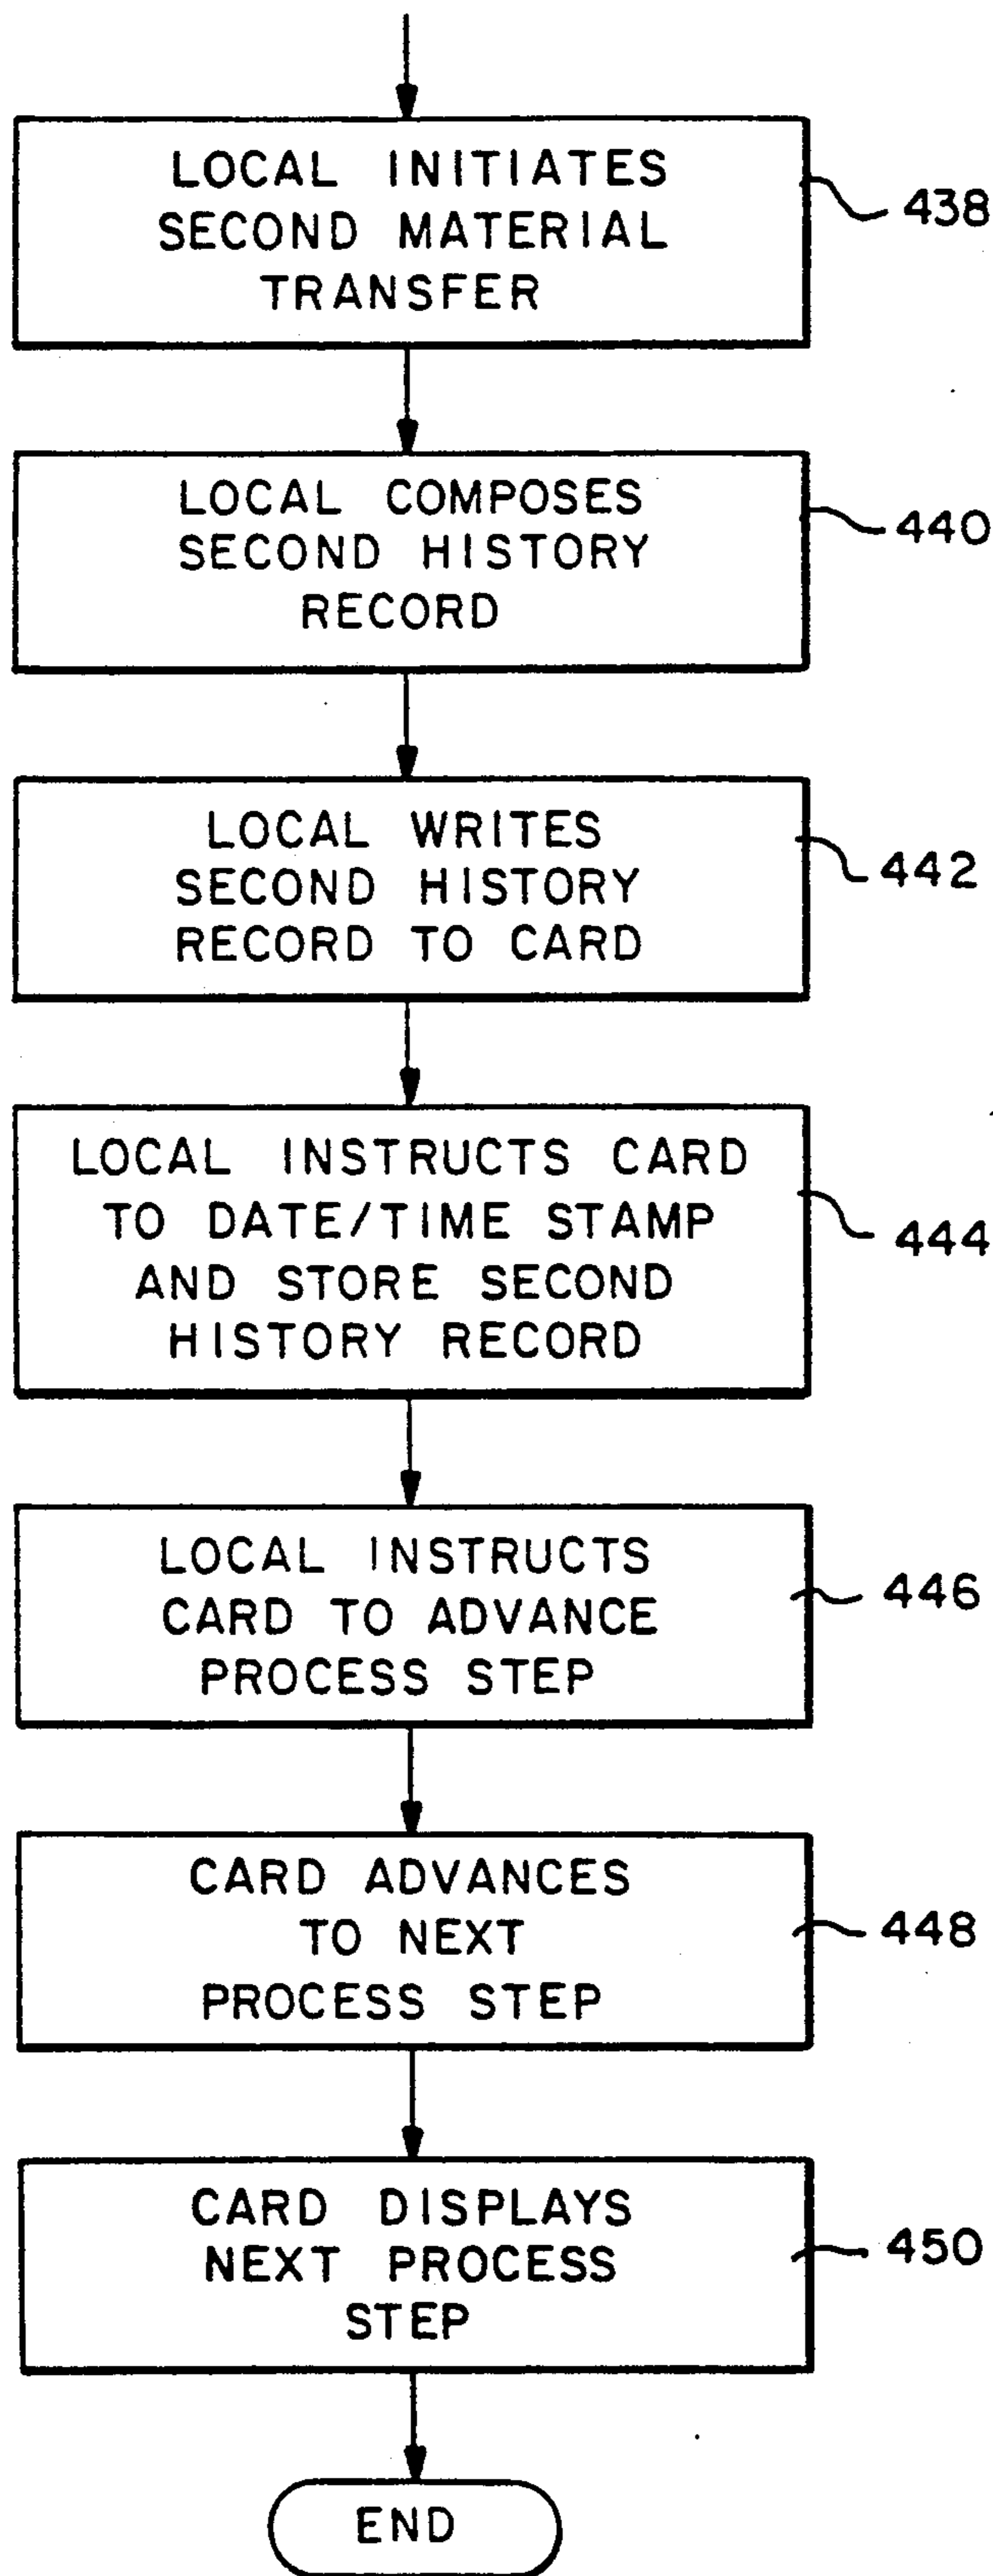 LOCAL INITIATES
SECOND MATERIAL
TRANSFER
438
LOCAL COMPOSES
SECOND HISTORY
RECORD
440
LOCAL WRITES
SECOND HISTORY
RECORD TO CARD
442
LOCAL INSTRUCTS CARD
TO DATE/TIME STAMP
AND STORE SECOND
HISTORY RECORD
444
LOCAL INSTRUCTS
CARD TO ADVANCE
PROCESS STEP
446
CARD ADVANCES
TO NEXT
PROCESS STEP
448
CARD DISPLAYS
NEXT PROCESS
STEP
450
END